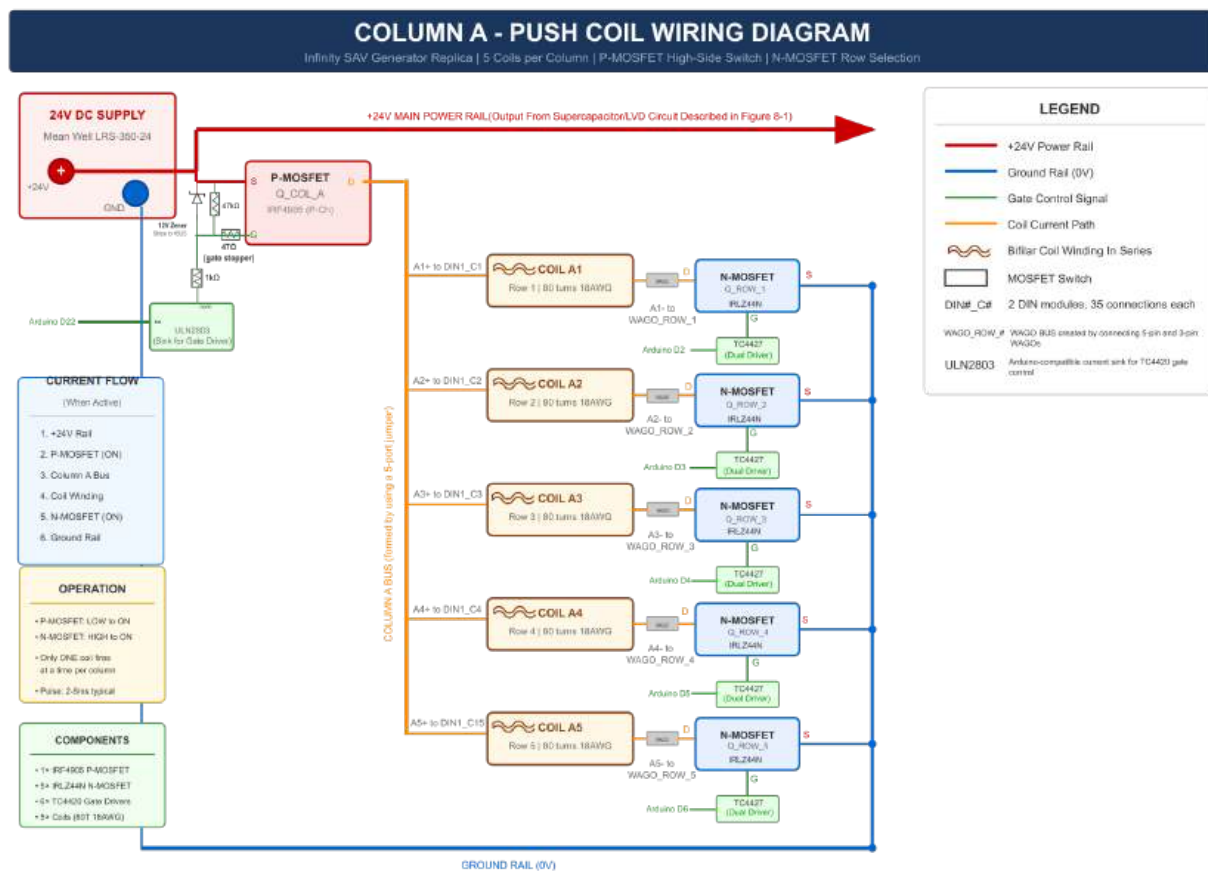 COLUMN A - PUSH COIL WIRING DIAGRAM
Infinity SAV Generator Replica | 5 Coils per Column | P-MOSFET High-Side Switch | N-MOSFET Row Selection
24V DC SUPPLY
Mean Well LRS-350-24
+
+24V
GND
+24V MAIN POWER RAIL(Output From Supercapacitor/LVD Circuit Described in Figure 8-1)
P-MOSFET
Q_COL_A
IRF4905 (P-Ch)
S
D
G
47kΩ
12V Zener
47Ω
(gate stopper)
1kΩ
Arduino D22
ULN2803
(Sink for Gate Driver)
CURRENT FLOW
(When Active)
1. +24V Rail
2. P-MOSFET (ON)
3. Column A Bus
4. Coil Winding
5. N-MOSFET (ON)
6. Ground Rail
OPERATION
• P-MOSFET: LOW to ON
• N-MOSFET: HIGH to ON
• Only ONE coil fires
at a time per column
• Pulse: 2-8ms typical
COMPONENTS
• 1× IRF4905 P-MOSFET
• 5× IRLZ44N N-MOSFET
• 6× TC4420 Gate Drivers
• 5× Coils (80T 18AWG)
COLUMN A BUS (formed by using a 5-port jumper)
A1+ to DIN1_C1
COIL A1
Row 1 | 80 turns 18AWG
A1- to
WAGO_ROW_1
D
N-MOSFET
Q_ROW_1
IRLZ44N
S
G
Arduino D2
TC4427
(Dual Driver)
A2+ to DIN1_C2
COIL A2
Row 2 | 80 turns 18AWG
A2- to
WAGO_ROW_2
D
N-MOSFET
Q_ROW_2
IRLZ44N
S
G
Arduino D3
TC4427
(Dual Driver)
A3+ to DIN1_C3
COIL A3
Row 3 | 80 turns 18AWG
A3- to
WAGO_ROW_3
D
N-MOSFET
Q_ROW_3
IRLZ44N
S
G
Arduino D4
TC4427
(Dual Driver)
A4+ to DIN1_C4
COIL A4
Row 4 | 80 turns 18AWG
A4- to
WAGO_ROW_4
D
N-MOSFET
Q_ROW_4
IRLZ44N
S
G
Arduino D5
TC4427
(Dual Driver)
A5+ to DIN1_C15
COIL A5
Row 5 | 80 turns 18AWG
A5- to
WAGO_ROW_5
D
N-MOSFET
Q_ROW_5
IRLZ44N
S
G
Arduino D6
TC4427
(Dual Driver)
GROUND RAIL (0V)
LEGEND
+24V Power Rail
Ground Rail (0V)
Gate Control Signal
Coil Current Path
Bifilar Coil Winding In Series
MOSFET Switch
DIN#_C# 2 DIN modules, 35 connections each
WAGO_ROW_# WAGO BUS created by connecting 5-pin and 3-pin
WAGOs
ULN2803 Arduino-compatible current sink for TC4420 gate
control